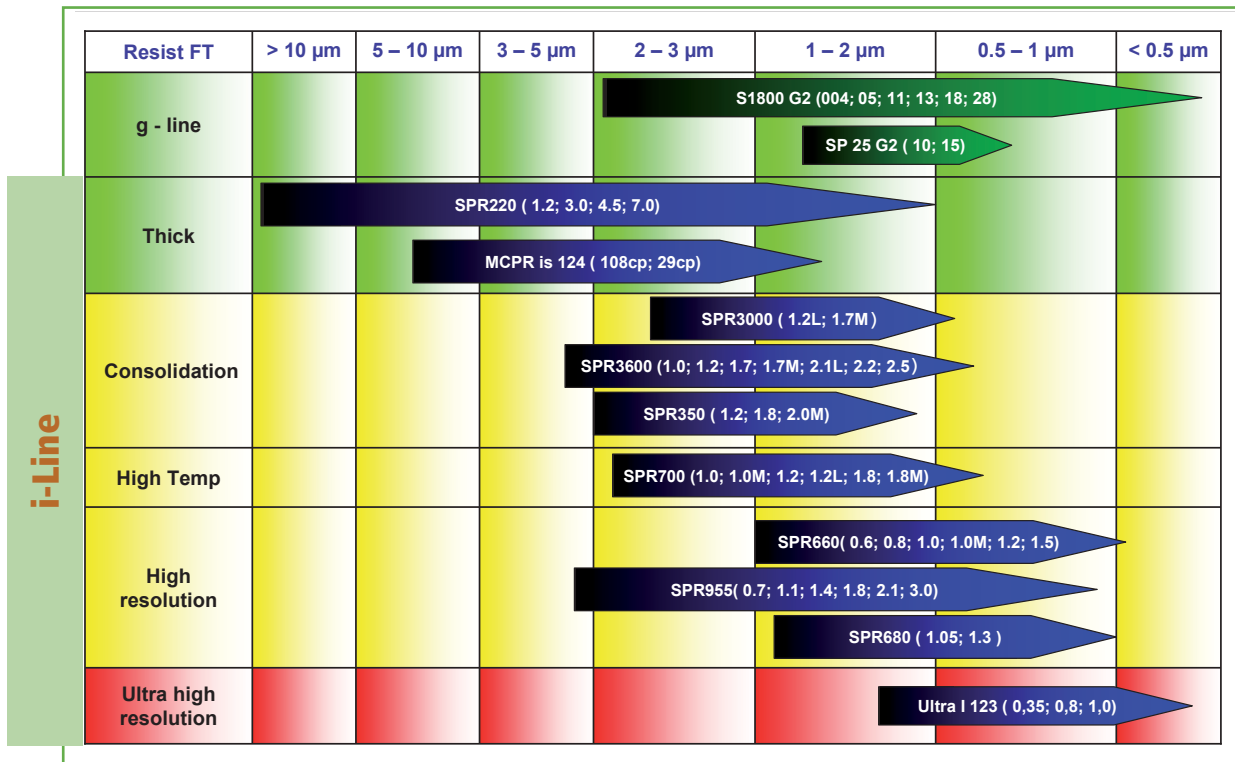 Resist FT
> 10 µm
5 – 10 µm
3 – 5 µm
2 – 3 µm
1 – 2 µm
0.5 – 1 µm
< 0.5 µm
g - line
S1800 G2 (004; 05; 11; 13; 18; 28)
SP 25 G2 ( 10; 15)
i-Line
Thick
SPR220 ( 1.2; 3.0; 4.5; 7.0)
MCPR is 124 ( 108cp; 29cp)
Consolidation
SPR3000 ( 1.2L; 1.7M )
SPR3600 (1.0; 1.2; 1.7; 1.7M; 2.1L; 2.2; 2.5)
SPR350 ( 1.2; 1.8; 2.0M)
High Temp
SPR700 (1.0; 1.0M; 1.2; 1.2L; 1.8; 1.8M)
High
resolution
SPR660( 0.6; 0.8; 1.0; 1.0M; 1.2; 1.5)
SPR955( 0.7; 1.1; 1.4; 1.8; 2.1; 3.0)
SPR680 ( 1.05; 1.3 )
Ultra high
resolution
Ultra I 123 ( 0,35; 0,8; 1,0)